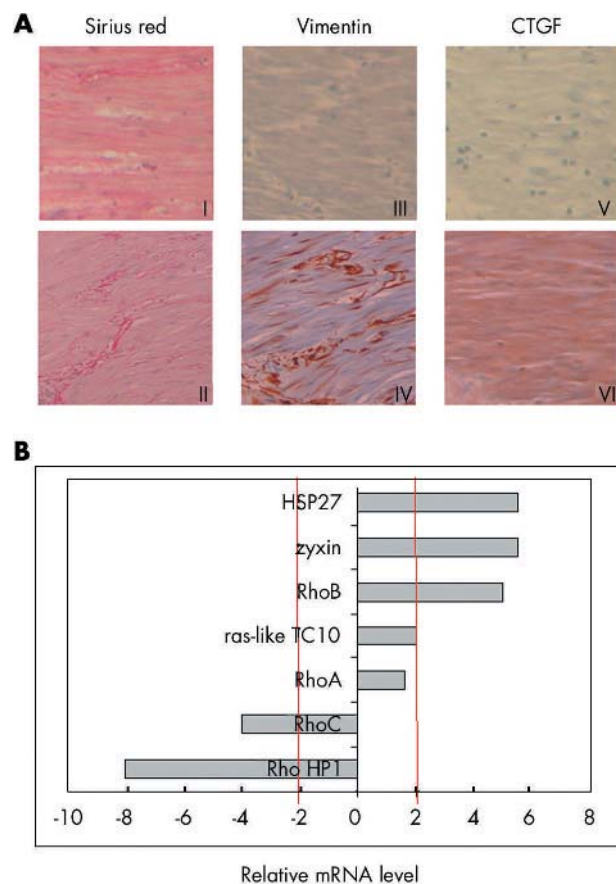 A
Sirius red Vimentin CTGF
I III V
II IV VI
B
HSP27
zyxin
RhoB
ras-like TC10
RhoA
RhoC
Rho HP1
-10 -8 -6 -4 -2 0 2 4 6 8
Relative mRNA level